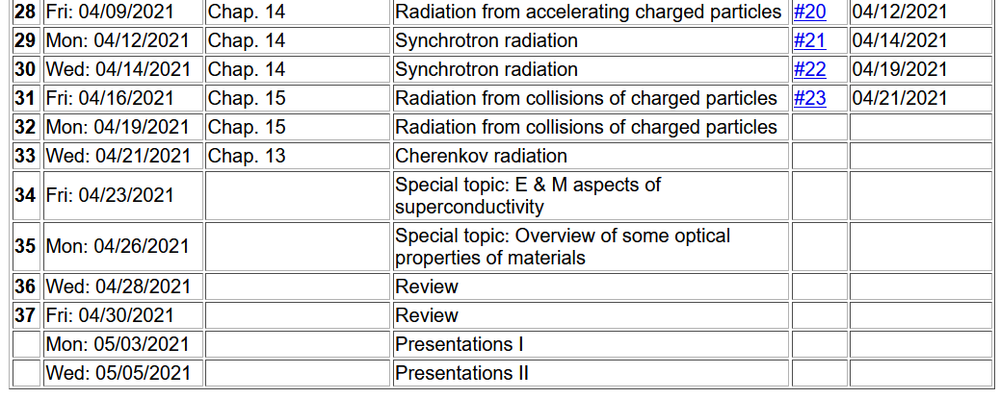 28 Fri: 04/09/2021 Chap. 14 Radiation from accelerating charged particles #20 04/12/2021
29 Mon: 04/12/2021 Chap. 14 Synchrotron radiation #21 04/14/2021
30 Wed: 04/14/2021 Chap. 14 Synchrotron radiation #22 04/19/2021
31 Fri: 04/16/2021 Chap. 15 Radiation from collisions of charged particles #23 04/21/2021
32 Mon: 04/19/2021 Chap. 15 Radiation from collisions of charged particles
33 Wed: 04/21/2021 Chap. 13 Cherenkov radiation
34 Fri: 04/23/2021 Special topic: E & M aspects of
superconductivity
35 Mon: 04/26/2021 Special topic: Overview of some optical
properties of materials
36 Wed: 04/28/2021 Review
37 Fri: 04/30/2021 Review
Mon: 05/03/2021 Presentations I
Wed: 05/05/2021 Presentations II